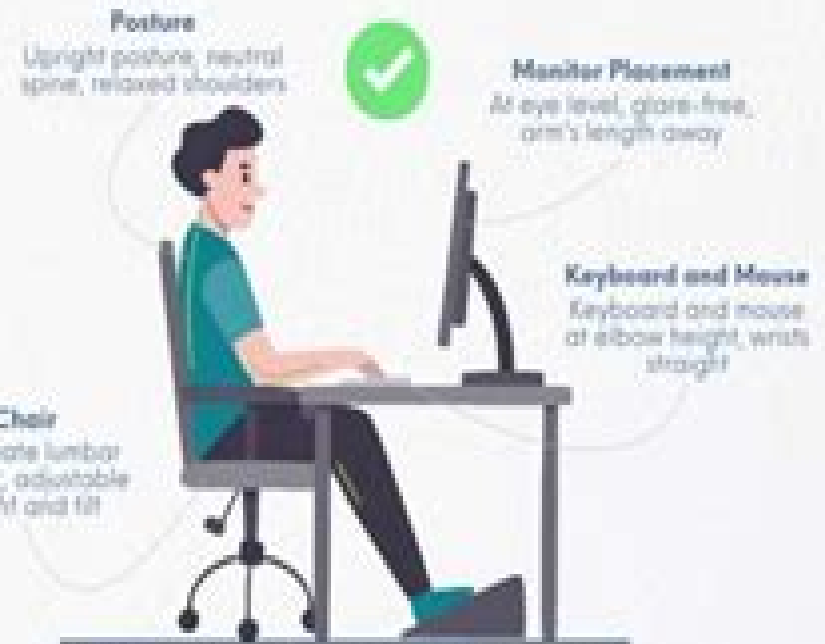 Posture
Upright posture, neutral
spine, relaxed shoulders
Monitor Placement
At eye level, glare-free,
arm's length away
Keyboard and Mouse
Keyboard and mouse
at elbow height, wrists
straight
Chair
lumbar
adjustable
and tilt